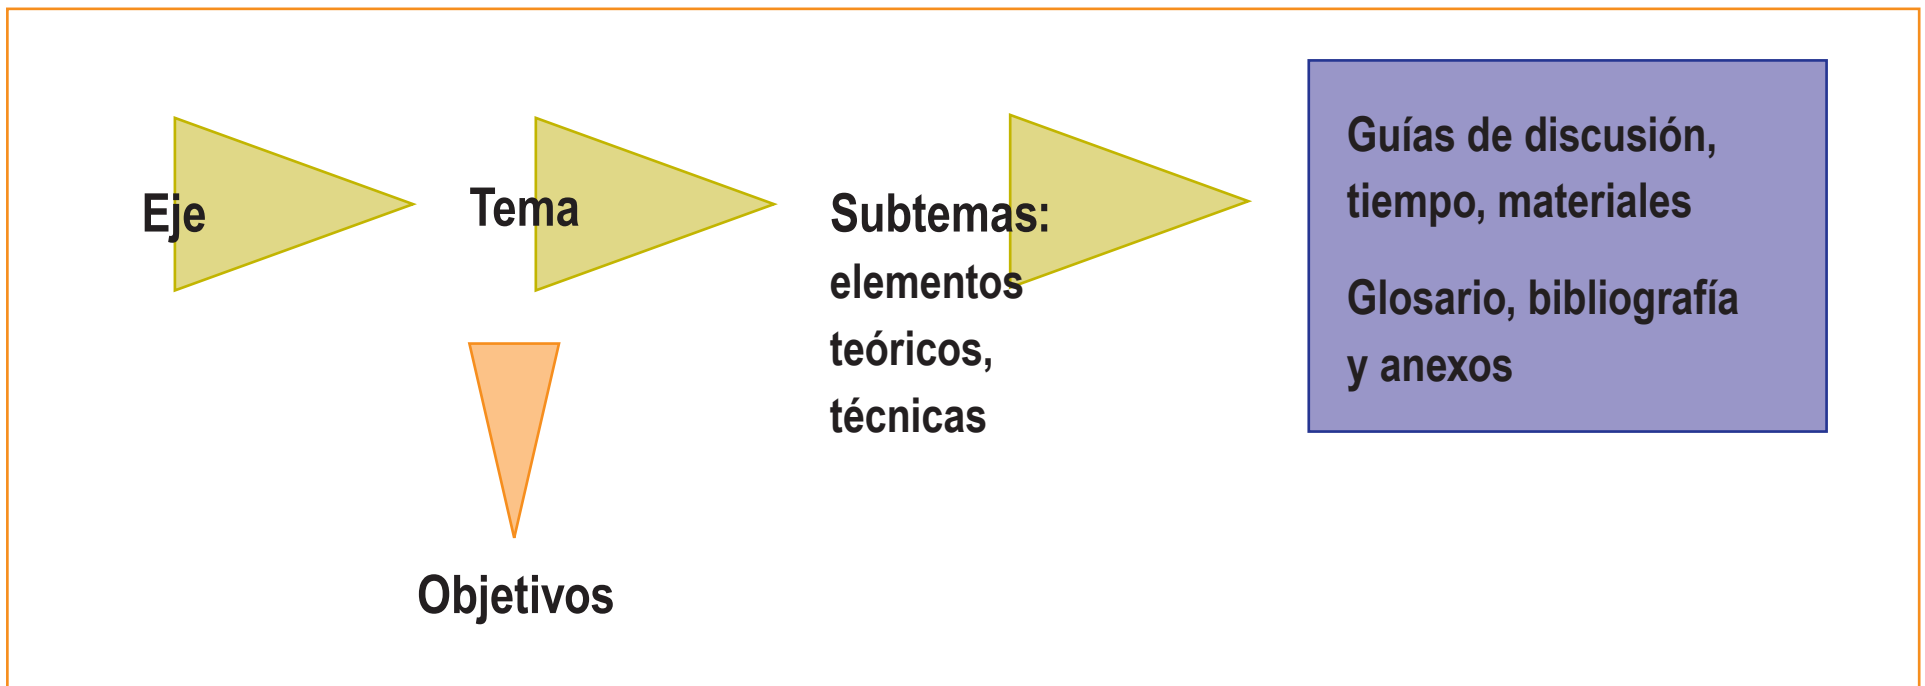 Eje
Tema
Subtemas:
elementos
teóricos,
técnicas
Guías de discusión,
tiempo, materiales
Glosario, bibliografía
y anexos
Objetivos